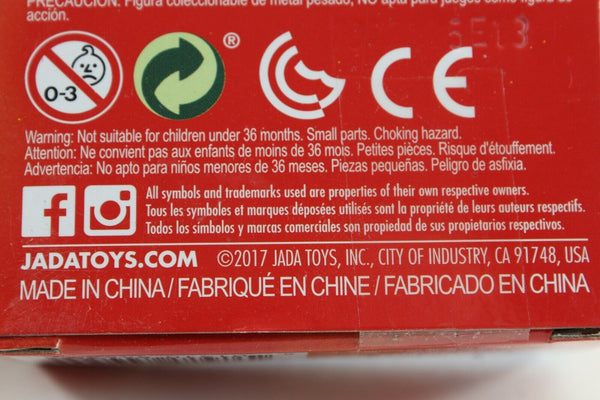 PRECAUCIÓN: Figura coleccionable de metal pesado, NO apta para juegos como figura de
acción.
0-3
®
CE
Warning: Not suitable for children under 36 months. Small parts. Choking hazard.
Attention: Ne convient pas aux enfants de moins de 36 mois. Petites pièces. Risque d'étouffement.
Advertencia: No apto para niños menores de 36 meses. Piezas pequeñas. Peligro de asfixia.
f
All symbols and trademarks used are properties of their own respective owners.
Tous les symboles et marques déposées utilisés sont la propriété de leurs auteurs respectifs.
Todos los símbolos y marcas comerciales son propiedad de sus propietarios respectivos.
JADATOYS.COM ©2017 JADA TOYS, INC., CITY OF INDUSTRY, CA 91748, USA
MADE IN CHINA / FABRIQUÉ EN CHINE / FABRICADO EN CHINA